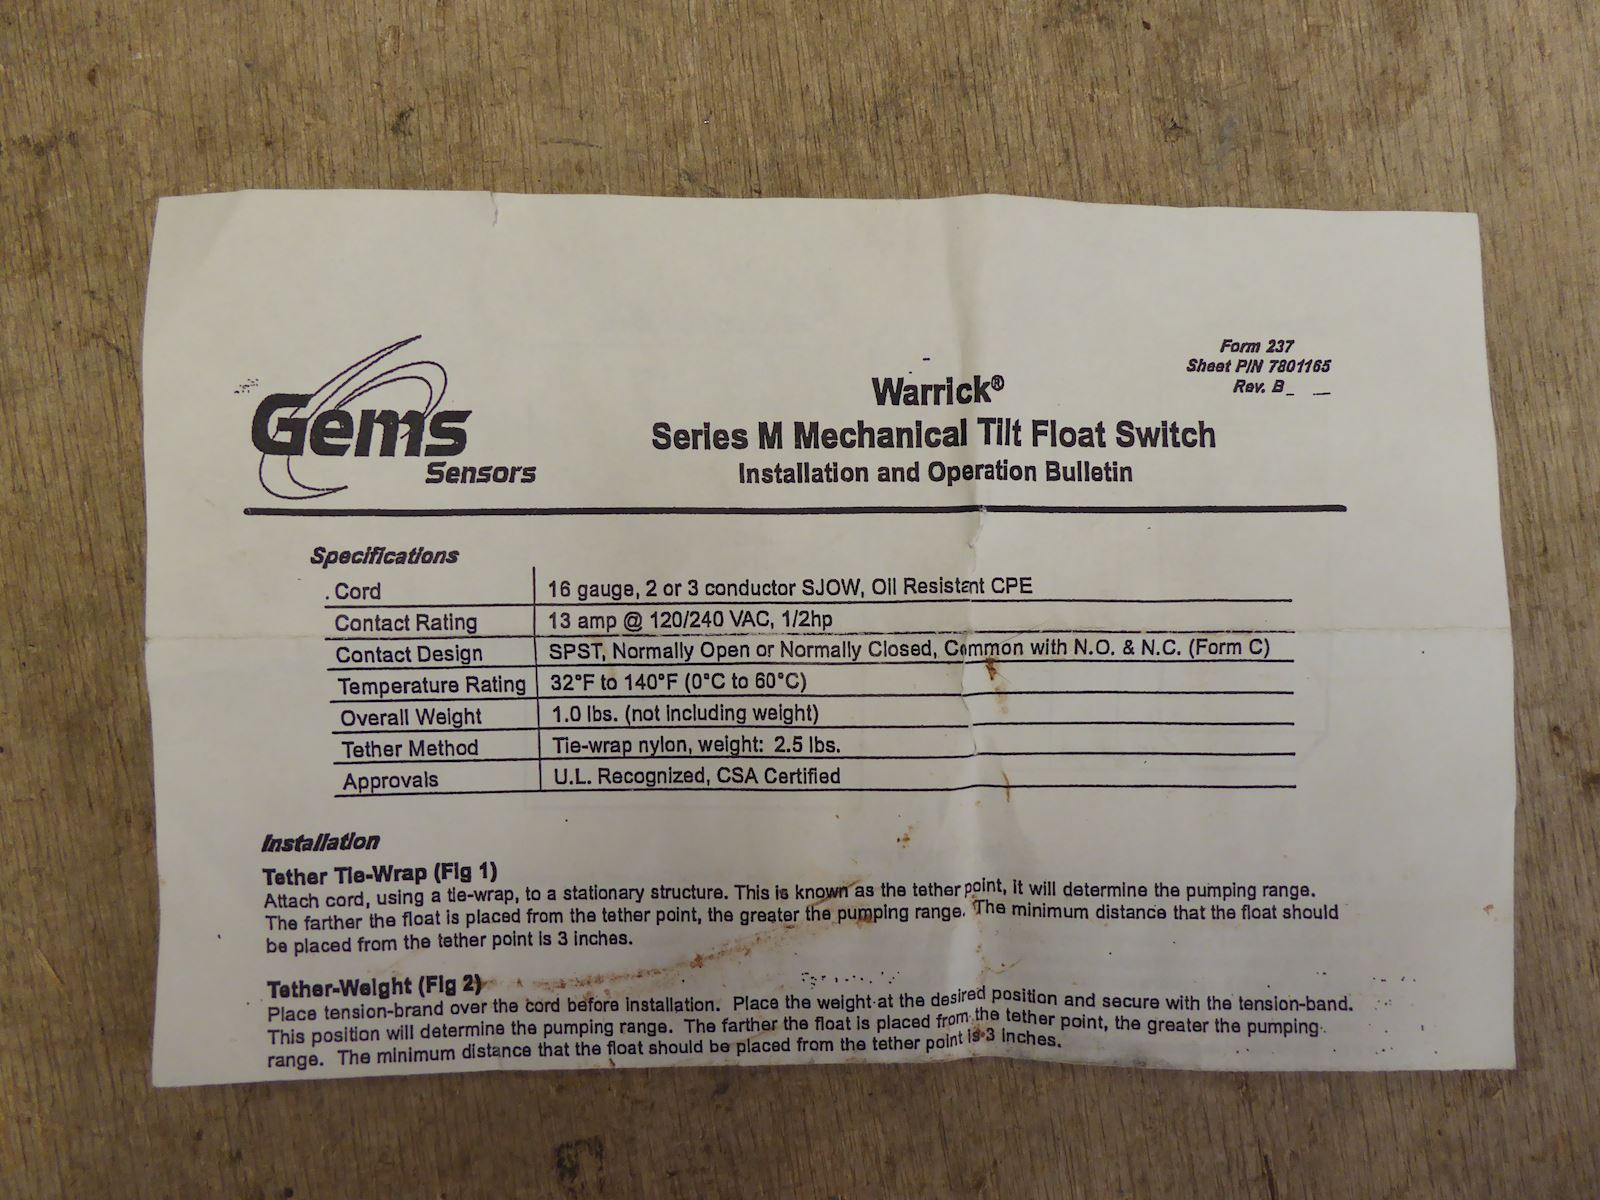 Form 237
Sheet P/N 7801165
Rev. B
Gems
Sensors
Warrick®
Series M Mechanical Tilt Float Switch
Installation and Operation Bulletin
Specifications
Cord 16 gauge, 2 or 3 conductor SJOW, Oil Resistant CPE
Contact Rating 13 amp @ 120/240 VAC, 1/2hp
Contact Design SPST, Normally Open or Normally Closed, Common with N.O. & N.C. (Form C)
Temperature Rating 32°F to 140°F (0°C to 60°C)
Overall Weight 1.0 lbs. (not including weight)
Tether Method Tie-wrap nylon, weight: 2.5 lbs.
Approvals U.L. Recognized, CSA Certified
Installation
Tether Tie-Wrap (Fig 1)
Attach cord, using a tie-wrap, to a stationary structure. This is known as the tether point, it will determine the pumping range.
The farther the float is placed from the tether point, the greater the pumping range. The minimum distance that the float should
be placed from the tether point is 3 inches.
Tether-Weight (Fig 2)
Place tension-brand over the cord before installation. Place the weight at the desired position and secure with the tension-band.
This position will determine the pumping range. The farther the float is placed from the tether point, the greater the pumping
range. The minimum distance that the float should be placed from the tether point is 3 inches.